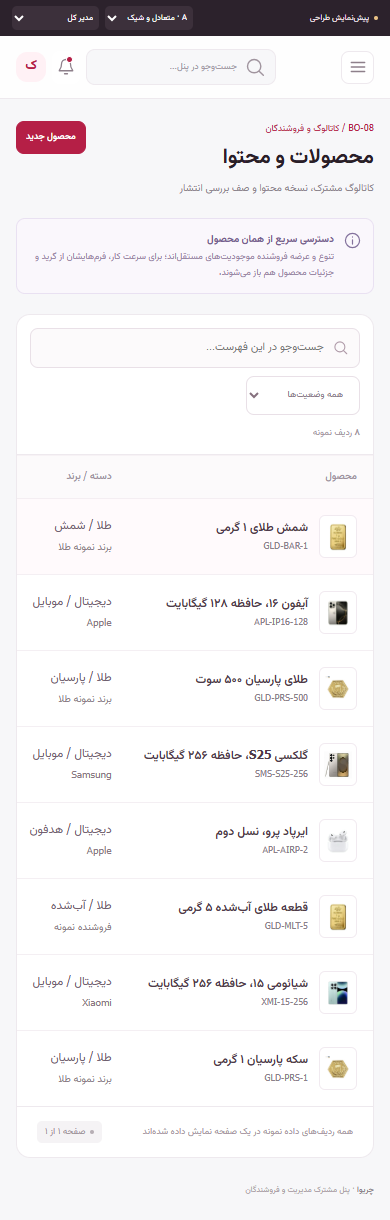 پیش‌نمایش طراحی
A · متعادل و شیک
مدیر کل
جست‌وجو در پنل...
ک
BO-08 / کاتالوگ و فروشندگان
محصولات و محتوا
محصول جدید
کاتالوگ مشترک، نسخه محتوا و صف بررسی انتشار
دسترسی سریع از همان محصول
تنوع و عرضه فروشنده موجودیت‌های مستقل‌اند؛ برای سرعت کار، فرم‌هایشان از گرید و
جزئیات محصول هم باز می‌شوند.
جست‌وجو در این فهرست...
همه وضعیت‌ها
۸ ردیف نمونه
محصول
دسته / برند
شمش طلای ۱ گرمی
GLD-BAR-1
طلا / شمش
برند نمونه طلا
آیفون ۱۶، حافظه ۱۲۸ گیگابایت
APL-IP16-128
دیجیتال / موبایل
Apple
طلای پارسیان ۵۰۰ سوت
GLD-PRS-500
طلا / پارسیان
برند نمونه طلا
گلکسی S25، حافظه ۲۵۶ گیگابایت
SMS-S25-256
دیجیتال / موبایل
Samsung
ایرپاد پرو، نسل دوم
APL-AIRP-2
دیجیتال / هدفون
Apple
قطعه طلای آب‌شده ۵ گرمی
GLD-MLT-5
طلا / آب‌شده
فروشنده نمونه
شیائومی ۱۵، حافظه ۲۵۶ گیگابایت
XMI-15-256
دیجیتال / موبایل
Xiaomi
سکه پارسیان ۱ گرمی
GLD-PRS-1
طلا / پارسیان
برند نمونه طلا
همه ردیف‌های داده نمونه در یک صفحه نمایش داده شده‌اند
صفحه ۱ از ۱
چریوا · پنل مشترک مدیریت و فروشندگان